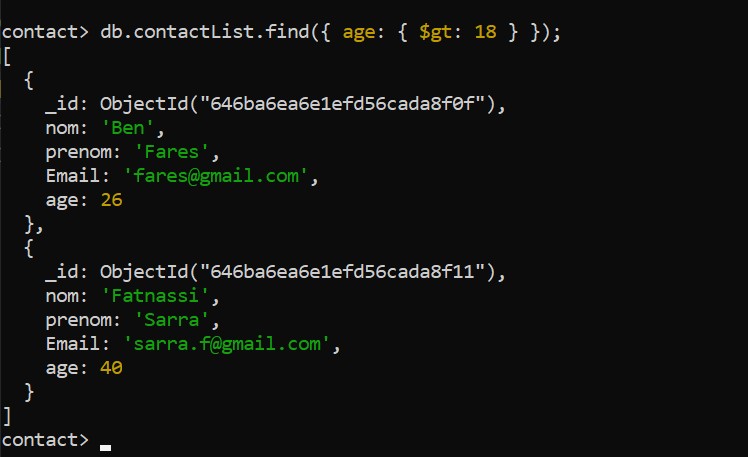 contact> db.contactList.find({ age: { $gt: 18 } });
[
  {
    _id: ObjectId("646ba6ea6e1efd56cada8f0f"),
    nom: 'Ben',
    prenom: 'Fares',
    Email: 'fares@gmail.com',
    age: 26
  },
  {
    _id: ObjectId("646ba6ea6e1efd56cada8f11"),
    nom: 'Fatnassi',
    prenom: 'Sarra',
    Email: 'sarra.f@gmail.com',
    age: 40
  }
]
contact>